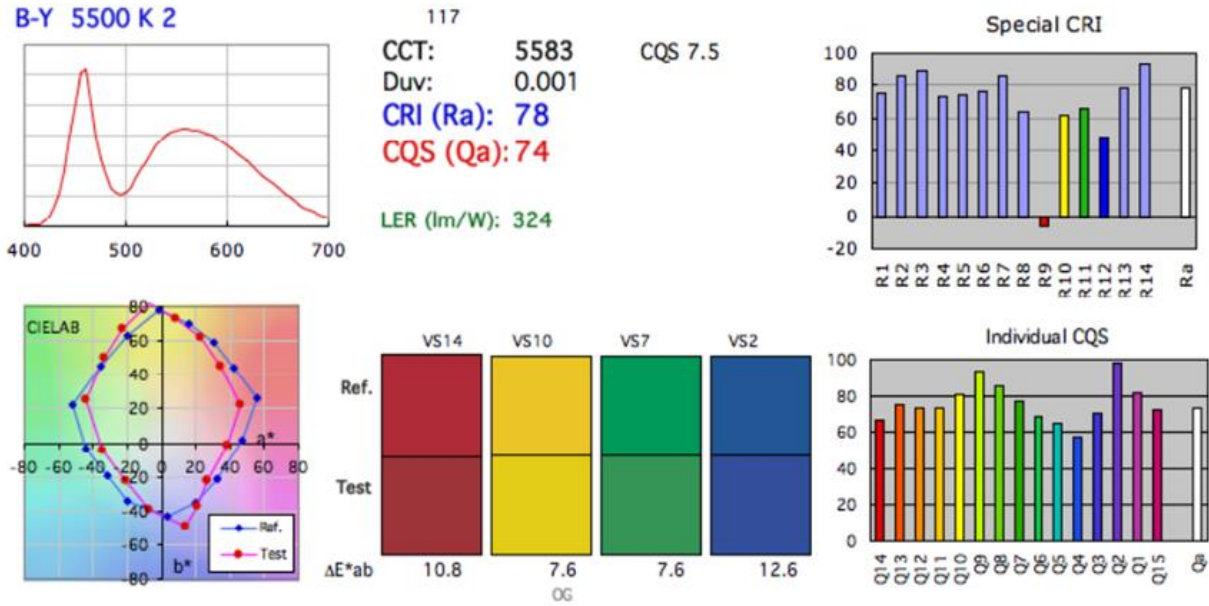 B-Y 5500 K 2
400 500 600 700
117
CCT: 5583
Duv: 0.001
CRI (Ra): 78
CQS (Qa): 74
LER (lm/W): 324
CQS 7.5
Special CRI
100
80
60
40
20
0
-20
R1 R2 R3 R4 R5 R6 R7 R8 R9 R10 R11 R12 R13 R14 Ra
CIELAB
80
60
40
20
0
-20
-40
-60
-80
-80 -60 -40 -20 0 20 40 60 80
a*
b*
Ref.
Test
VS14 VS10 VS7 VS2
Ref.
Test
ΔE*ab 10.8 7.6 7.6 12.6
OG
Individual CQS
100
80
60
40
20
0
Q14 Q13 Q12 Q11 Q10 Q9 Q8 Q7 Q6 Q5 Q4 Q3 Q2 Q1 Q15 Qa